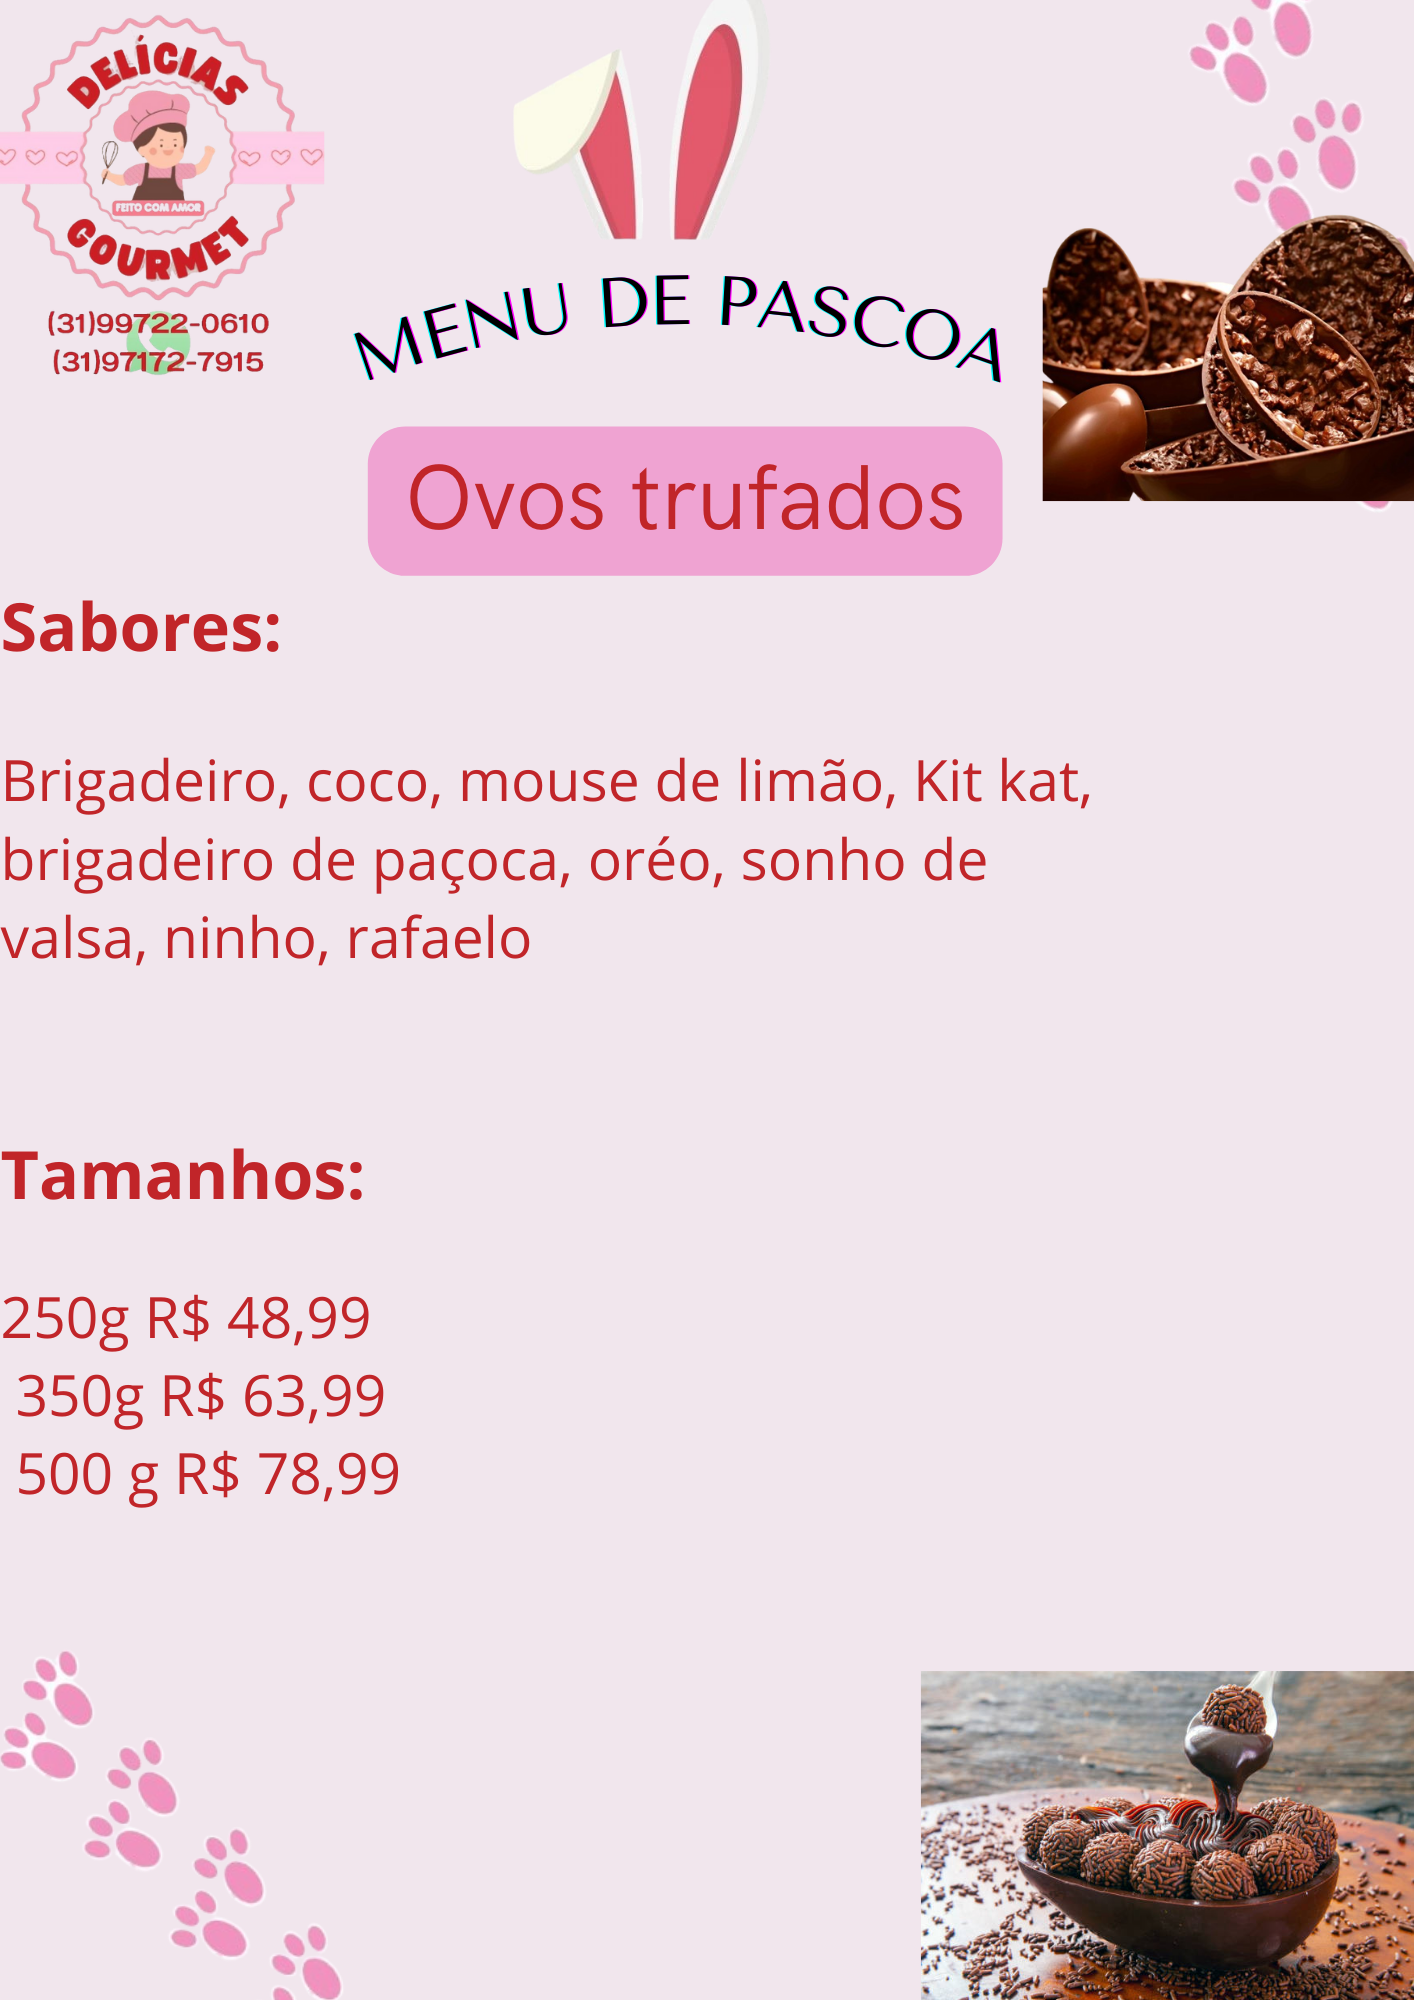 DELÍCIAS
FEITO COM AMOR
GOURMET
(31)99722-0610
(31)97172-7915
MENU DE PASCOA
Ovos trufados
Sabores:
Brigadeiro, coco, mouse de limão, Kit kat,
brigadeiro de paçoca, oréo, sonho de
valsa, ninho, rafaelo
Tamanhos:
250g R$ 48,99
350g R$ 63,99
500 g R$ 78,99